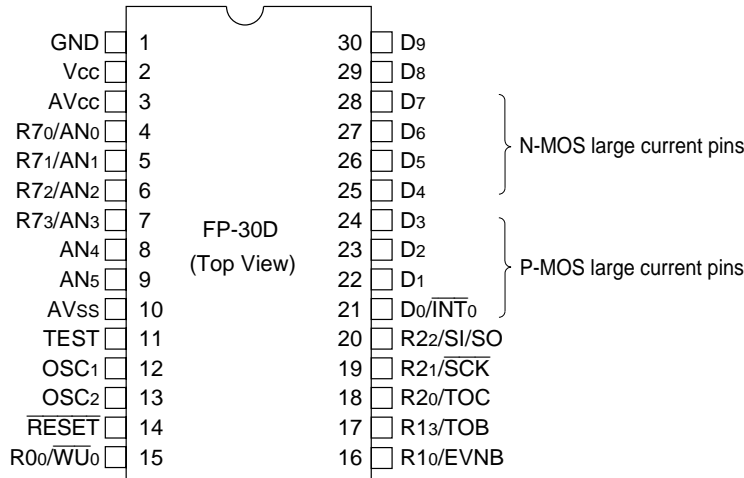 GND 1 30 D9
Vcc 2 29 D8
AVcc 3 28 D7
R70/AN0 4 27 D6
R71/AN1 5 26 D5
N-MOS large current pins
R72/AN2 6 25 D4
R73/AN3 7 24 D3
FP-30D
AN4 8 23 D2
(Top View)
AN5 9 22 D1
P-MOS large current pins
AVss 10 21 D0/I̅N̅T̅0
TEST 11 20 R22/SI/SO
OSC1 12 19 R21/S̅C̅K̅
OSC2 13 18 R20/TOC
R̅E̅S̅E̅T̅ 14 17 R13/TOB
R00/W̅U̅0 15 16 R10/EVNB